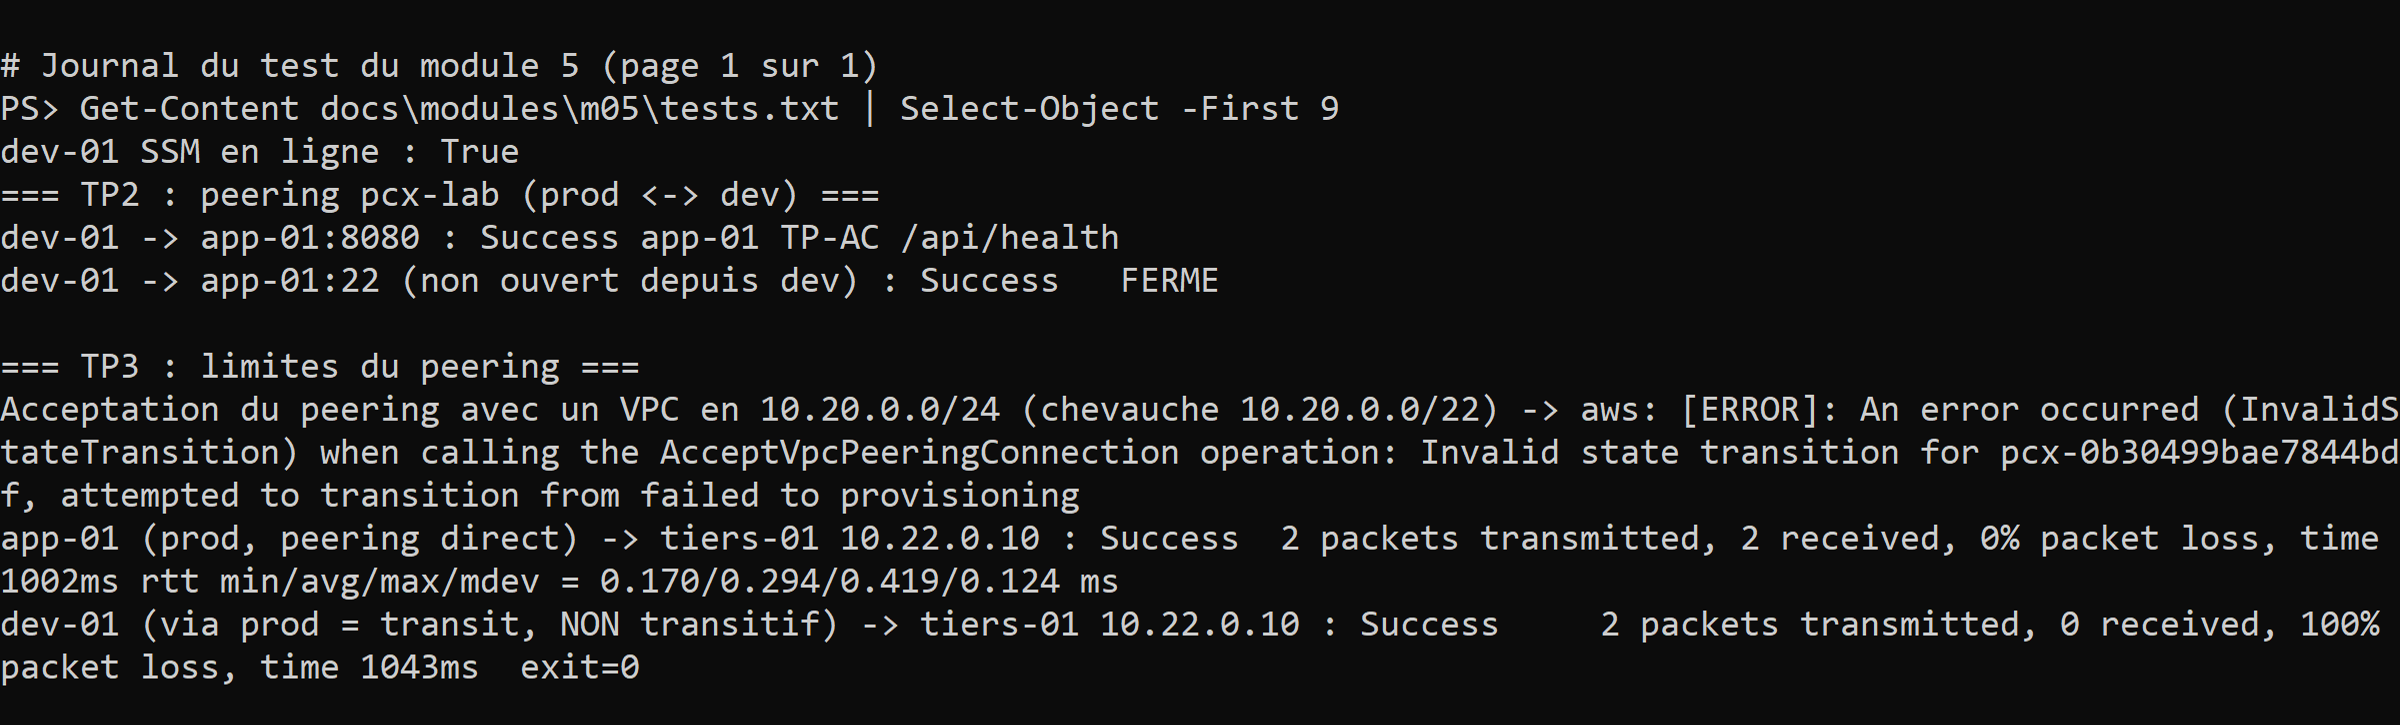 # Journal du test du module 5 (page 1 sur 1)
PS> Get-Content docs\modules\m05\tests.txt | Select-Object -First 9
dev-01 SSM en ligne : True
=== TP2 : peering pcx-lab (prod <-> dev) ===
dev-01 -> app-01:8080 : Success app-01 TP-AC /api/health
dev-01 -> app-01:22 (non ouvert depuis dev) : Success   FERME
=== TP3 : limites du peering ===
Acceptation du peering avec un VPC en 10.20.0.0/24 (chevauche 10.20.0.0/22) -> aws: [ERROR]: An error occurred (InvalidS
tateTransition) when calling the AcceptVpcPeeringConnection operation: Invalid state transition for pcx-0b30499bae7844bd
f, attempted to transition from failed to provisioning
app-01 (prod, peering direct) -> tiers-01 10.22.0.10 : Success  2 packets transmitted, 2 received, 0% packet loss, time
1002ms rtt min/avg/max/mdev = 0.170/0.294/0.419/0.124 ms
dev-01 (via prod = transit, NON transitif) -> tiers-01 10.22.0.10 : Success     2 packets transmitted, 0 received, 100%
packet loss, time 1043ms  exit=0